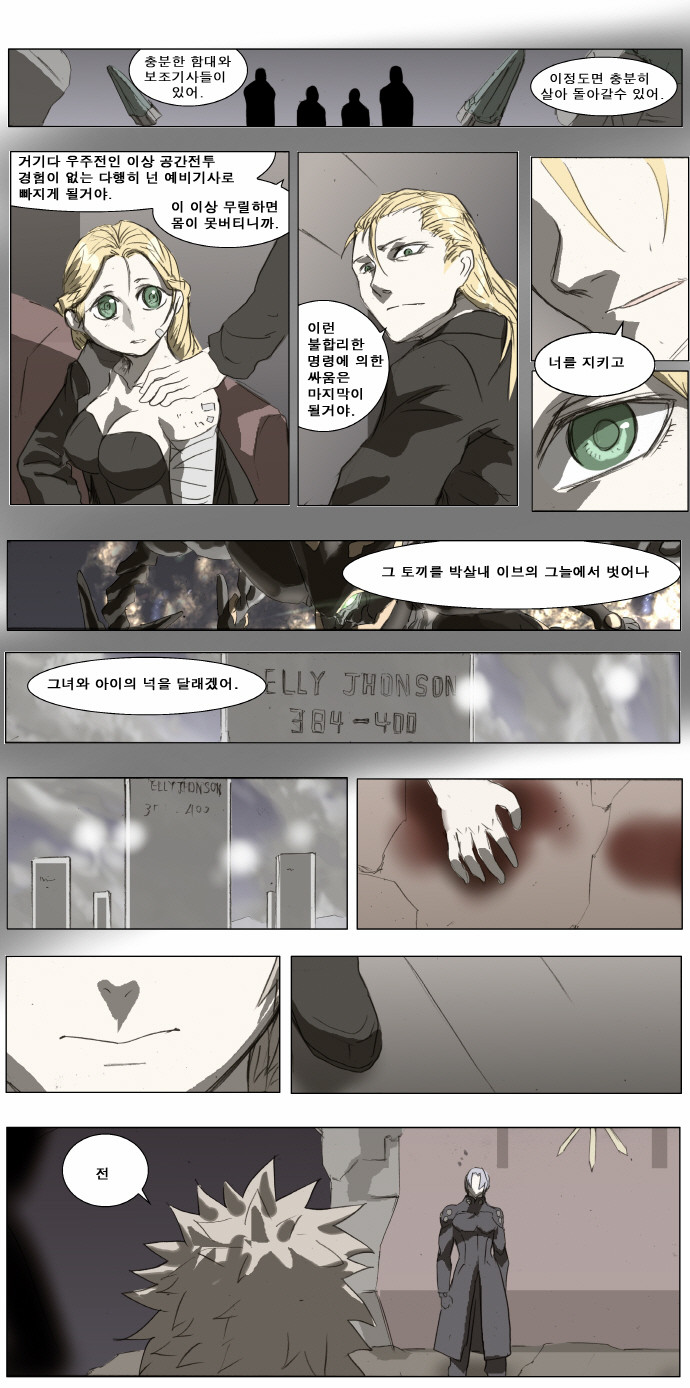 충분한 함대와
보조기사들이
있어.
이정도면 충분히
살아 돌아갈수 있어.
거기다 우주전인 이상 공간전투
경험이 없는 다행히 넌 예비기사로
빠지게 될거야.
이 이상 무릴하면
몸이 못버티니까.
이런
불합리한
명령에 의한
싸움은
마지막이
될거야.
너를 지키고
그 토끼를 박살내 이브의 그늘에서 벗어나
그녀와 아이의 넋을 달래겠어.
ELLY JHONSON
384-400
ELLY JHONSON
전